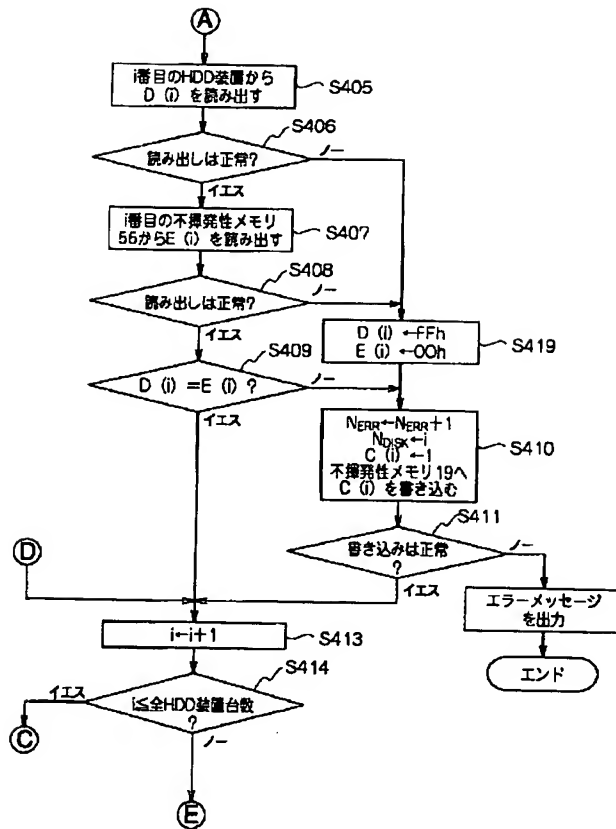 A
i番目のHDD装置から
D (i) を読み出す
S405
S406
読み出しは正常?
ノー
イエス
i番目の不揮発性メモリ
56からE (i) を読み出す
S407
S408
読み出しは正常?
ノー
イエス
D (i) ←FFh
E (i) ←00h
S419
S409
D (i) =E (i) ?
ノー
イエス
NERR←NERR+1
NDISK←i
C (i) ←1
不揮発性メモリ19へ
C (i) を書き込む
S410
S411
書き込みは正常
?
ノー
イエス
D
エラーメッセージ
を出力
エンド
i←i+1
S413
S414
i≦全HDD装置台数
?
イエス
ノー
C
E